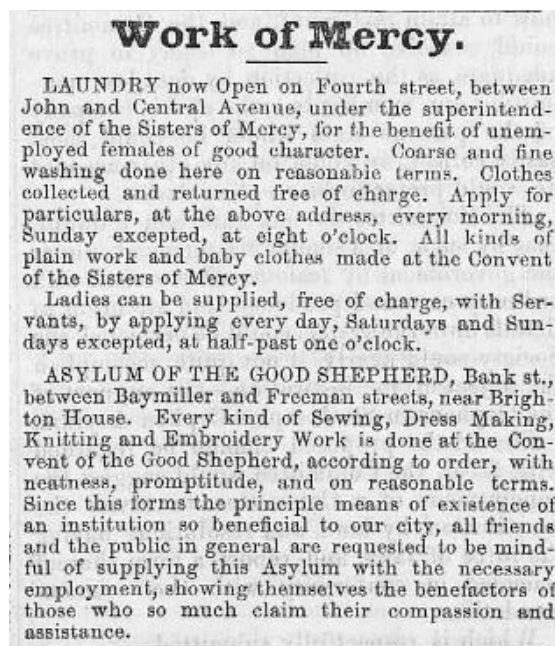 Work of Mercy.
LAUNDRY now Open on Fourth street, between
John and Central Avenue, under the superintend-
ence of the Sisters of Mercy, for the benefit of unem-
ployed females of good character. Coarse and fine
washing done here on reasonable terms. Clothes
collected and returned free of charge. Apply for
particulars, at the above address, every morning,
Sunday excepted, at eight o'clock. All kinds of
plain work and baby clothes made at the Convent
of the Sisters of Mercy.
Ladies can be supplied, free of charge, with Ser-
vants, by applying every day, Saturdays and Sun-
days excepted, at half-past one o'clock.
ASYLUM OF THE GOOD SHEPHERD, Bank st.,
between Baymiller and Freeman streets, near Brigh-
ton House. Every kind of Sewing, Dress Making,
Knitting and Embroidery Work is done at the Con-
vent of the Good Shepherd, according to order, with
neatness, promptitude, and on reasonable terms.
Since this forms the principle means of existence of
an institution so beneficial to our city, all friends
and the public in general are requested to be mind-
ful of supplying this Asylum with the necessary
employment, showing themselves the benefactors of
those who so much claim their compassion and
assistance.